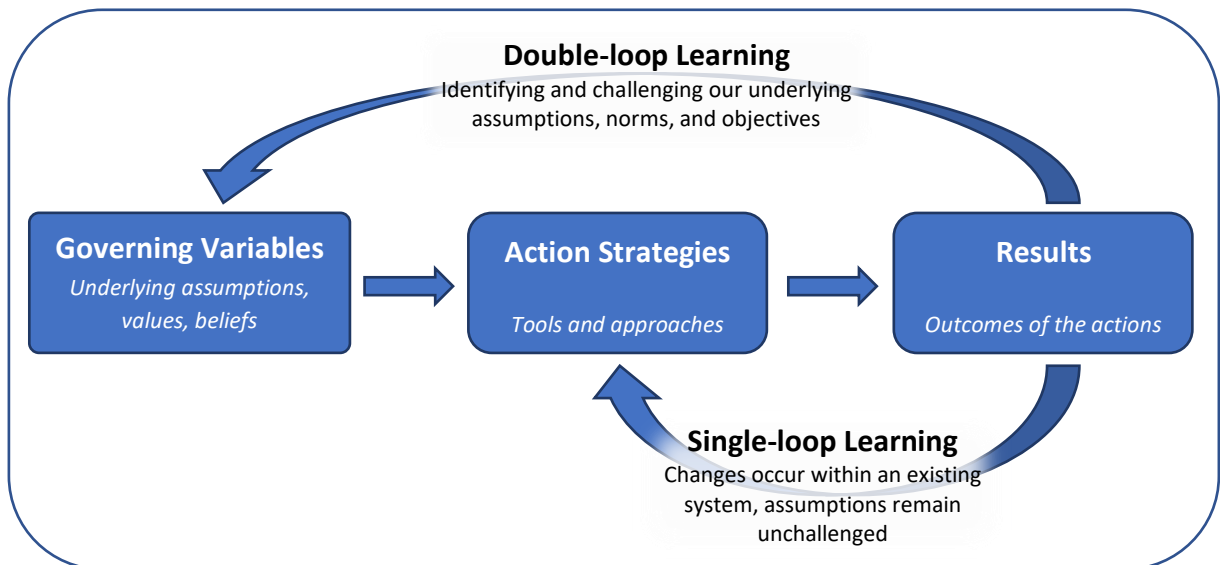 Double-loop Learning
Identifying and challenging our underlying
assumptions, norms, and objectives
Governing Variables
Underlying assumptions,
values, beliefs
Action Strategies
Tools and approaches
Results
Outcomes of the actions
Single-loop Learning
Changes occur within an existing
system, assumptions remain
unchallenged